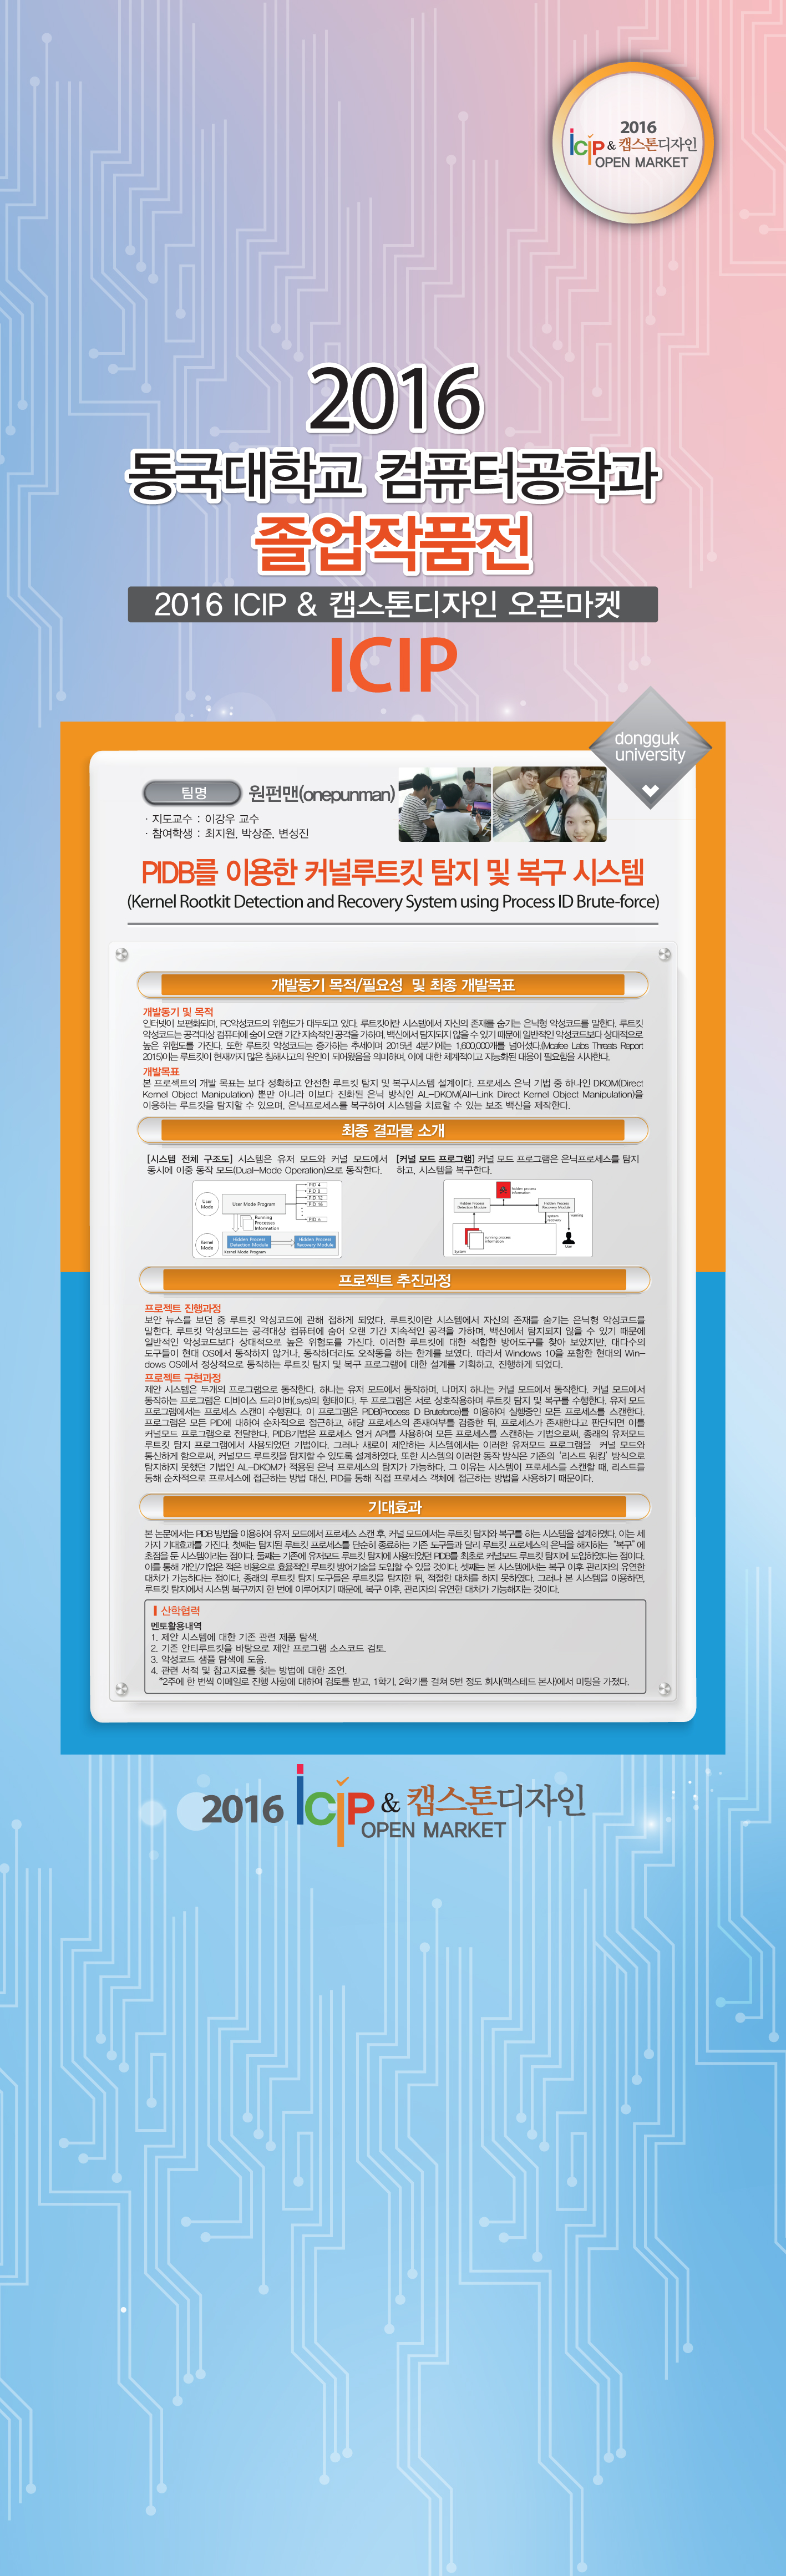 2016
icip & 캡스톤디자인
OPEN MARKET
2016
동국대학교 컴퓨터공학과
졸업작품전
2016 ICIP & 캡스톤디자인 오픈마켓
ICIP
dongguk
university
팀명 원펀맨(onepunman)
· 지도교수 : 이강우 교수
· 참여학생 : 최지원, 박상준, 변성진
PIDB를 이용한 커널루트킷 탐지 및 복구 시스템
(Kernel Rootkit Detection and Recovery System using Process ID Brute-force)
개발동기 목적/필요성 및 최종 개발목표
개발동기 및 목적
인터넷이 보편화되며, PC악성코드의 위험도가 대두되고 있다. 루트킷이란 시스템에서 자신의 존재를 숨기는 은닉형 악성코드를 말한다. 루트킷
악성코드는 공격대상 컴퓨터에 숨어 오랜 기간 지속적인 공격을 가하며, 백신에서 탐지되지 않을 수 있기 때문에 일반적인 악성코드보다 상대적으로
높은 위험도를 가진다. 또한 루트킷 악성코드는 증가하는 추세이며 2015년 4분기에는 1,600,000개를 넘어섰다.(Mcafee Labs Threats Report
2015)이는 루트킷이 현재까지 많은 침해사고의 원인이 되어왔음을 의미하며, 이에 대한 체계적이고 지능화된 대응이 필요함을 시사한다.
개발목표
본 프로젝트의 개발 목표는 보다 정확하고 안전한 루트킷 탐지 및 복구시스템 설계이다. 프로세스 은닉 기법 중 하나인 DKOM(Direct
Kernel Object Manipulation) 뿐만 아니라 이보다 진화된 은닉 방식인 AL-DKOM(All-Link Direct Kernel Object Manipulation)을
이용하는 루트킷을 탐지할 수 있으며, 은닉프로세스를 복구하여 시스템을 치료할 수 있는 보조 백신을 제작한다.
최종 결과물 소개
[시스템 전체 구조도] 시스템은 유저 모드와 커널 모드에서
동시에 이중 동작 모드(Dual-Mode Operation)으로 동작한다.
[커널 모드 프로그램] 커널 모드 프로그램은 은닉프로세스를 탐지
하고, 시스템을 복구한다.
User
Mode
User Mode Program
PID 4
PID 8
PID 12
PID 16
PID n
Running
Processes
Information
Kernel
Mode
Hidden Process
Detection Module
Hidden Process
Recovery Module
Kernel Mode Program
hidden process
information
Hidden Process
Detection Module
Hidden Process
Recovery Module
system
recovery
warning
running process
information
System
User
프로젝트 추진과정
프로젝트 진행과정
보안 뉴스를 보던 중 루트킷 악성코드에 관해 접하게 되었다. 루트킷이란 시스템에서 자신의 존재를 숨기는 은닉형 악성코드를
말한다. 루트킷 악성코드는 공격대상 컴퓨터에 숨어 오랜 기간 지속적인 공격을 가하며, 백신에서 탐지되지 않을 수 있기 때문에
일반적인 악성코드보다 상대적으로 높은 위험도를 가진다. 이러한 루트킷에 대한 적합한 방어도구를 찾아 보았지만, 대다수의
도구들이 현대 OS에서 동작하지 않거나, 동작하더라도 오작동을 하는 한계를 보였다. 따라서 Windows 10을 포함한 현대의 Win-
dows OS에서 정상적으로 동작하는 루트킷 탐지 및 복구 프로그램에 대한 설계를 기획하고, 진행하게 되었다.
프로젝트 구현과정
제안 시스템은 두개의 프로그램으로 동작한다. 하나는 유저 모드에서 동작하며, 나머지 하나는 커널 모드에서 동작한다. 커널 모드에서
동작하는 프로그램은 디바이스 드라이버(.sys)의 형태이다. 두 프로그램은 서로 상호작용하며 루트킷 탐지 및 복구를 수행한다. 유저 모드
프로그램에서는 프로세스 스캔이 수행된다. 이 프로그램은 PIDB(Process ID Bruteforce)를 이용하여 실행중인 모든 프로세스를 스캔한다.
프로그램은 모든 PID에 대하여 순차적으로 접근하고, 해당 프로세스의 존재여부를 검증한 뒤, 프로세스가 존재한다고 판단되면 이를
커널모드 프로그램으로 전달한다. PIDB기법은 프로세스 열거 API를 사용하여 모든 프로세스를 스캔하는 기법으로써, 종래의 유저모드
루트킷 탐지 프로그램에서 사용되었던 기법이다. 그러나 새로이 제안하는 시스템에서는 이러한 유저모드 프로그램을 커널 모드와
통신하게 함으로써, 커널모드 루트킷을 탐지할 수 있도록 설계하였다. 또한 시스템의 이러한 동작 방식은 기존의 '리스트 워킹' 방식으로
탐지하지 못했던 기법인 AL-DKOM가 적용된 은닉 프로세스의 탐지가 가능하다. 그 이유는 시스템이 프로세스를 스캔할 때, 리스트를
통해 순차적으로 프로세스에 접근하는 방법 대신, PID를 통해 직접 프로세스 객체에 접근하는 방법을 사용하기 때문이다.
기대효과
본 논문에서는 PIDB 방법을 이용하여 유저 모드에서 프로세스 스캔 후, 커널 모드에서는 루트킷 탐지와 복구를 하는 시스템을 설계하였다. 이는 세
가지 기대효과를 가진다. 첫째는 탐지된 루트킷 프로세스를 단순히 종료하는 기존 도구들과 달리 루트킷 프로세스의 은닉을 해지하는 "복구"에
초점을 둔 시스템이라는 점이다. 둘째는 기존에 유저모드 루트킷 탐지에 사용되었던 PIDB를 최초로 커널모드 루트킷 탐지에 도입하였다는 점이다.
이를 통해 개인/기업은 적은 비용으로 효율적인 루트킷 방어기술을 도입할 수 있을 것이다. 셋째는 본 시스템에서는 복구 이후 관리자의 유연한
대처가 가능하다는 점이다. 종래의 루트킷 탐지 도구들은 루트킷을 탐지한 뒤, 적절한 대처를 하지 못하였다. 그러나 본 시스템을 이용하면,
루트킷 탐지에서 시스템 복구까지 한 번에 이루어지기 때문에, 복구 이후, 관리자의 유연한 대처가 가능해지는 것이다.
산학협력
멘토활용내역
1. 제안 시스템에 대한 기존 관련 제품 탐색.
2. 기존 안티루트킷을 바탕으로 제안 프로그램 소스코드 검토.
3. 악성코드 샘플 탐색에 도움.
4. 관련 서적 및 참고자료를 찾는 방법에 대한 조언.
*2주에 한 번씩 이메일로 진행 사항에 대하여 검토를 받고, 1학기, 2학기를 걸쳐 5번 정도 회사(맥스테드 본사)에서 미팅을 가졌다.
2016 icip & 캡스톤디자인
OPEN MARKET